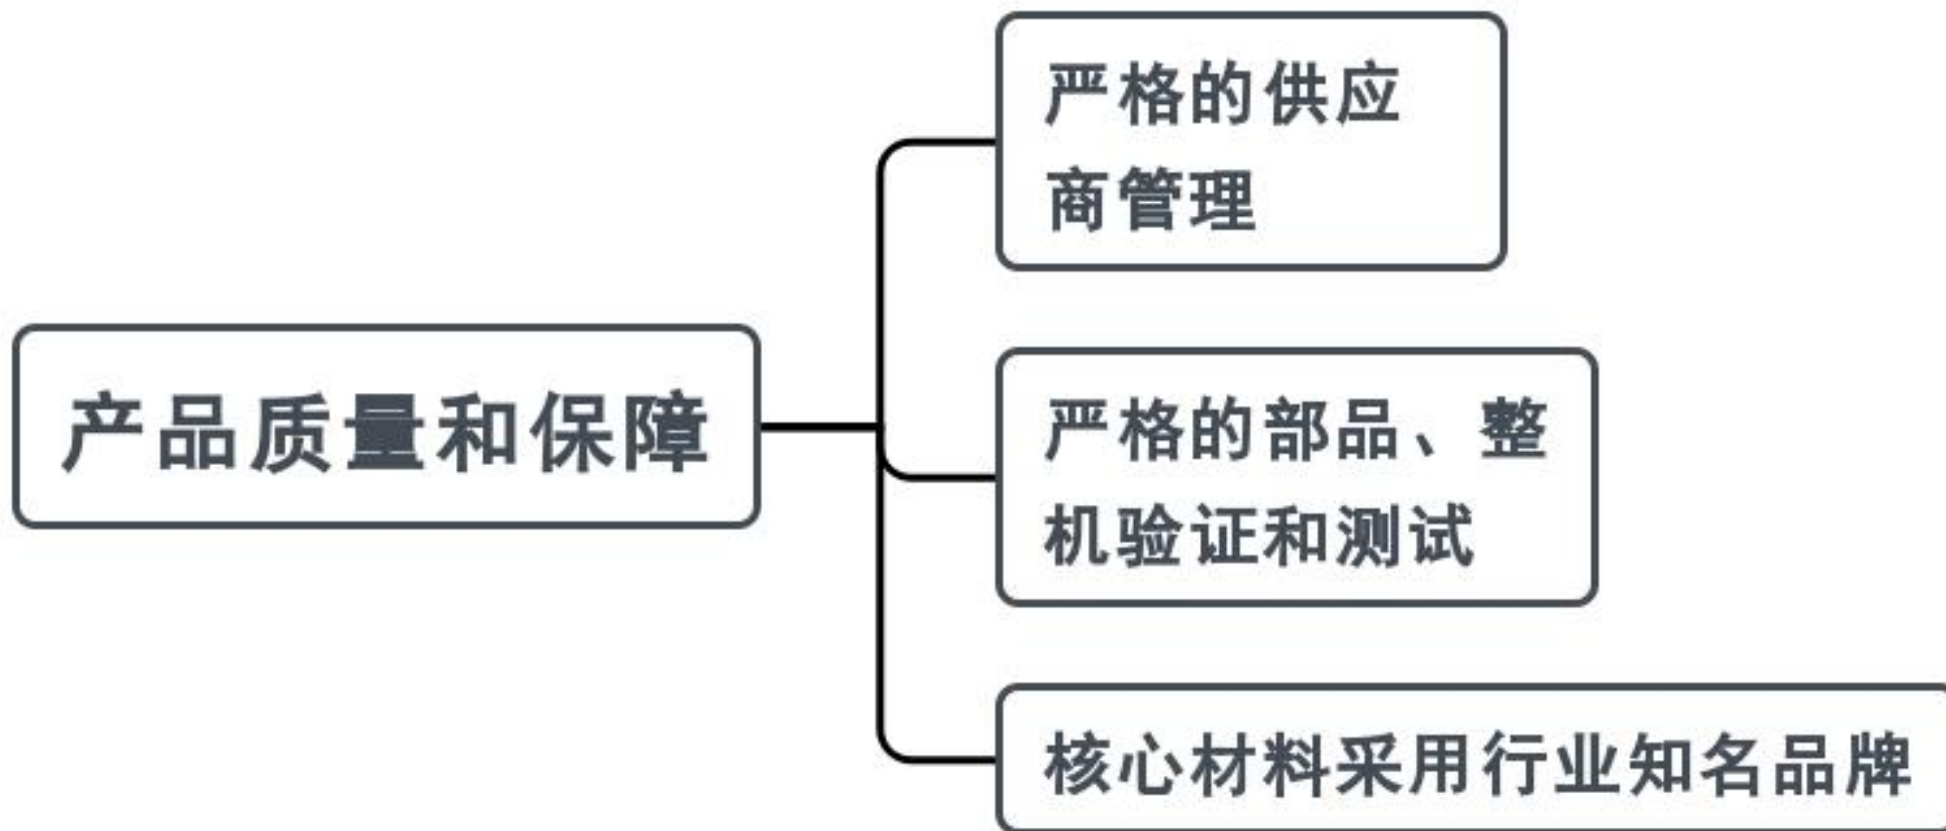 产品质量和保障
严格的供应
商管理
严格的部品、整
机验证和测试
核心材料采用行业知名品牌